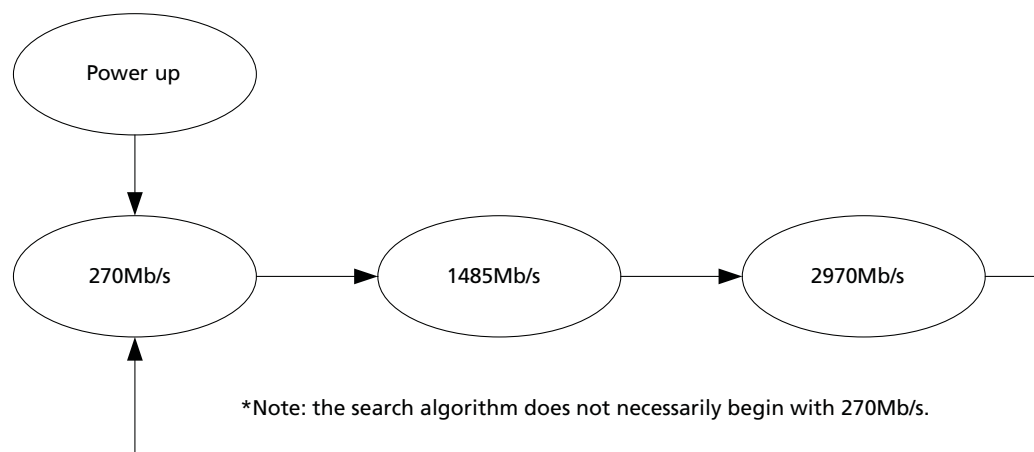 Power up
270Mb/s
1485Mb/s
2970Mb/s
*Note: the search algorithm does not necessarily begin with 270Mb/s.